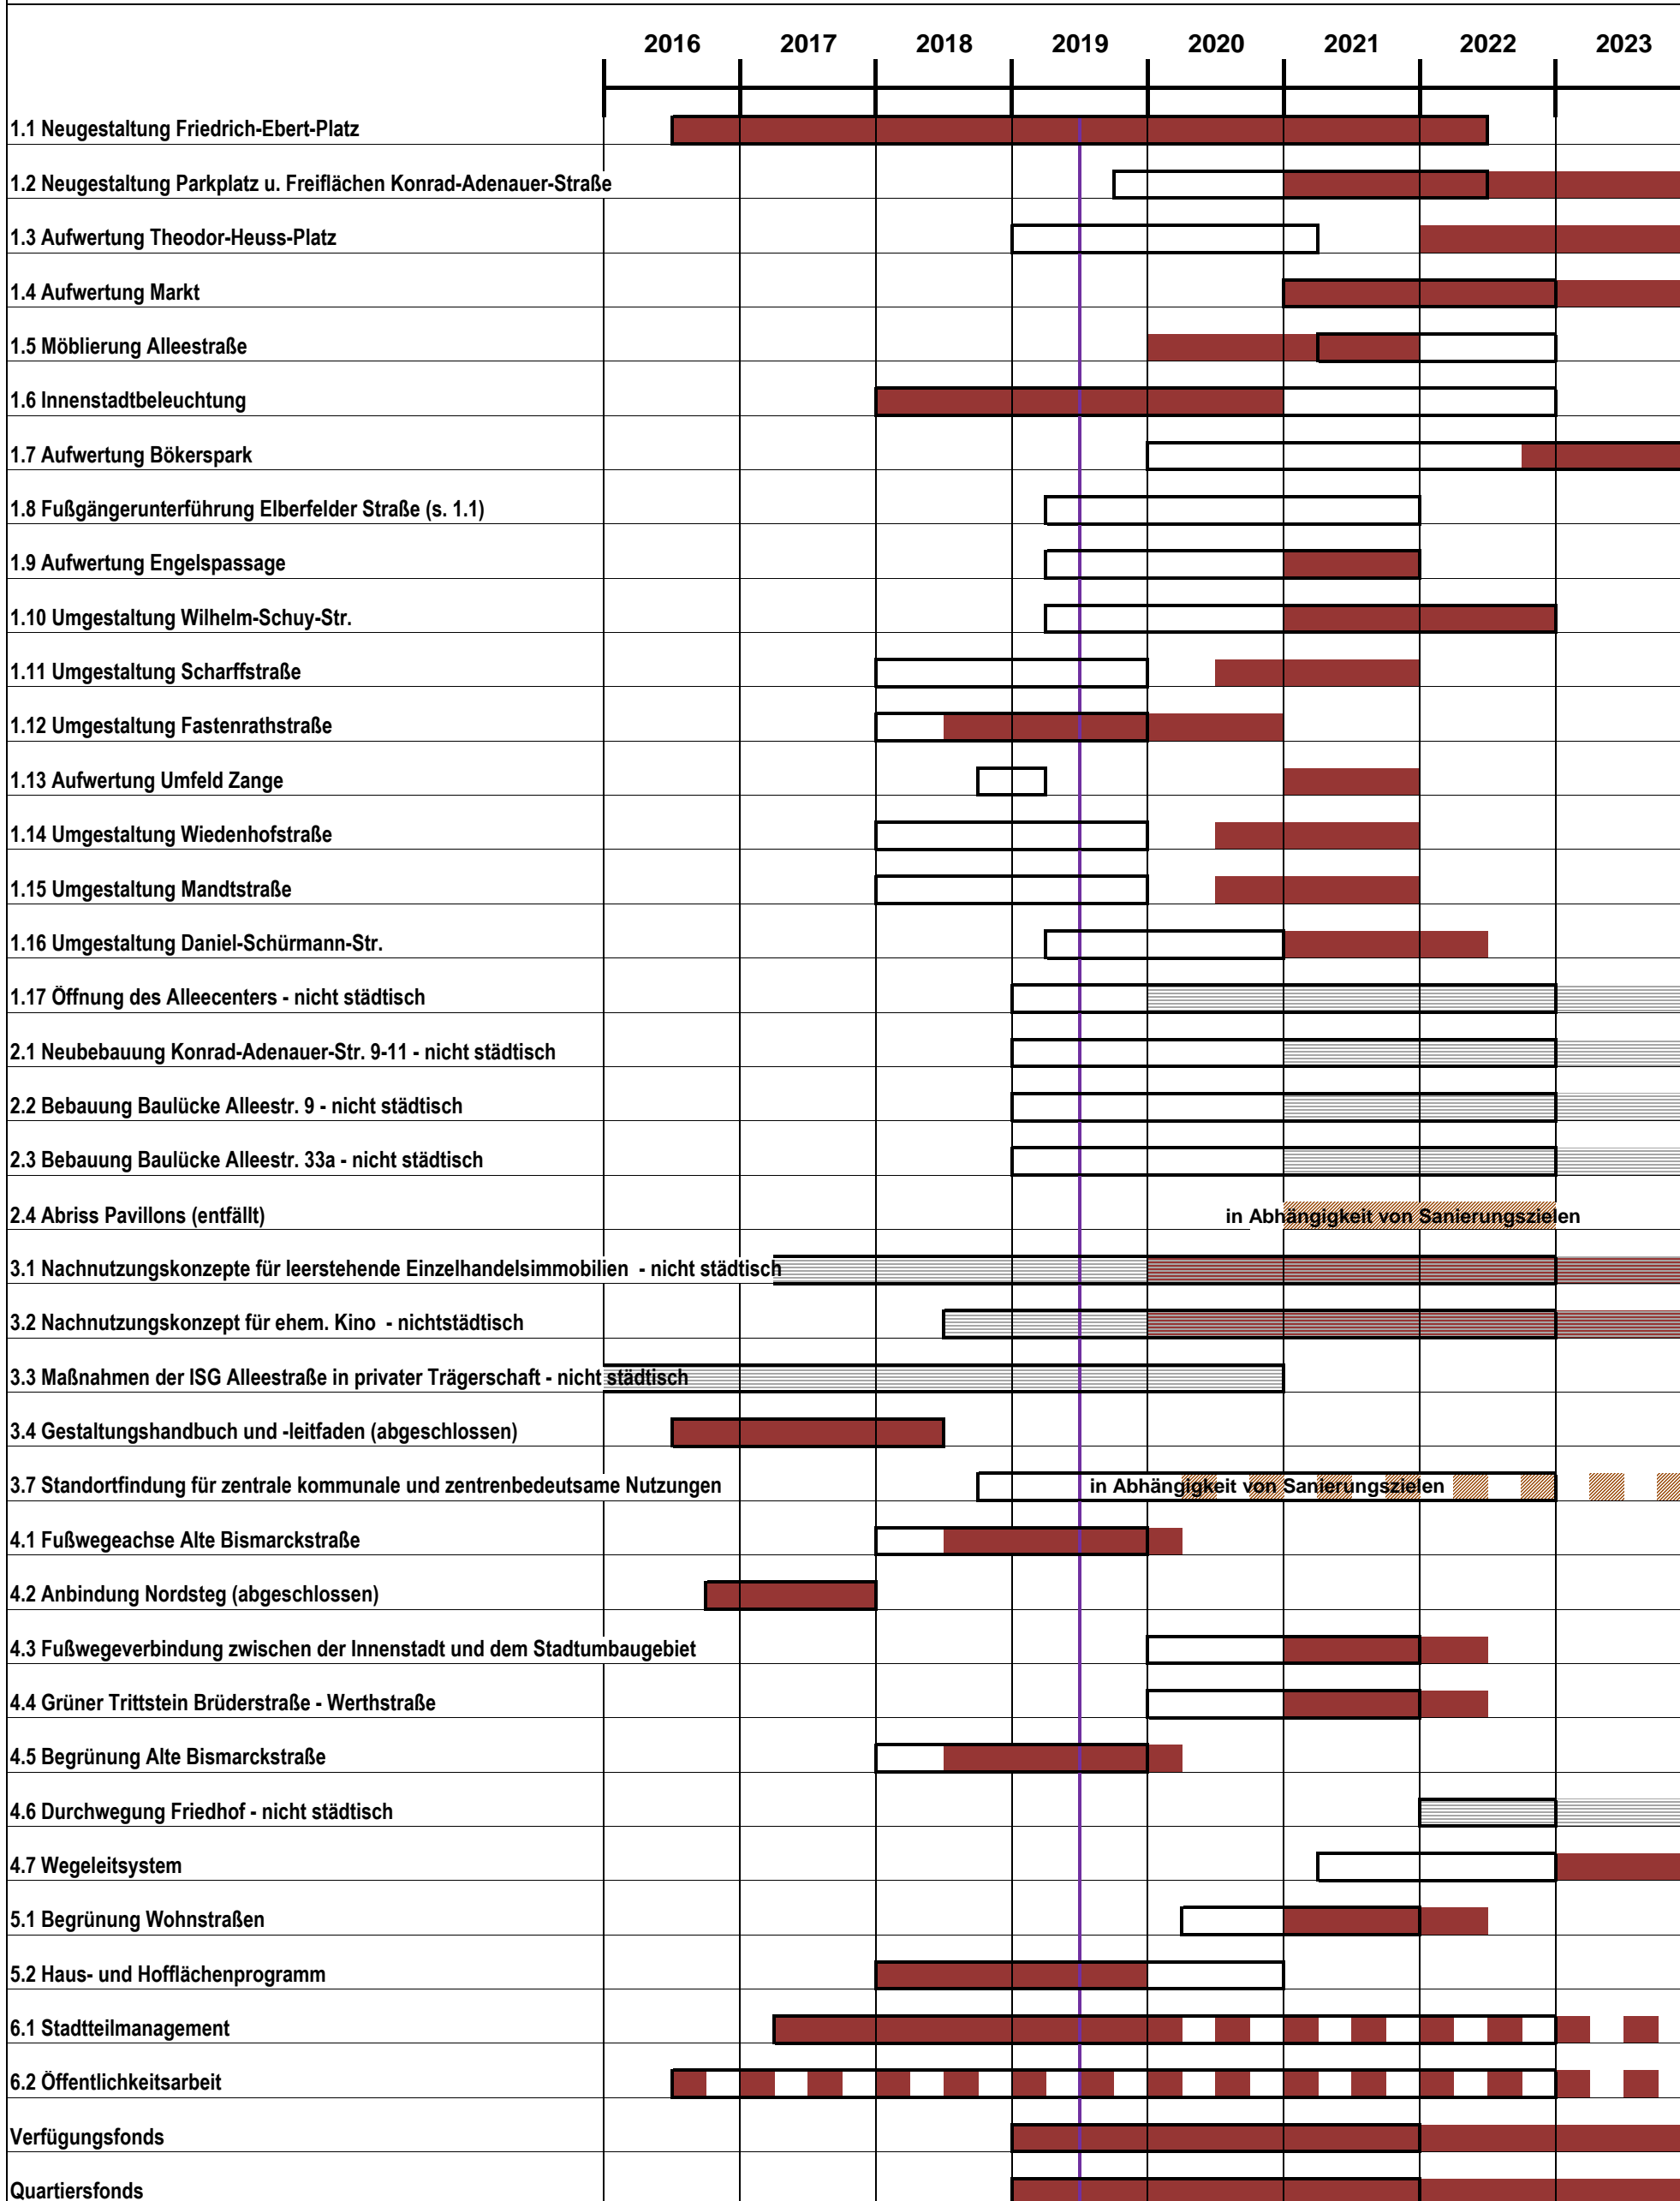 2016 2017 2018 2019 2020 2021 2022 2023
1.1 Neugestaltung Friedrich-Ebert-Platz
1.2 Neugestaltung Parkplatz u. Freiflächen Konrad-Adenauer-Straße
1.3 Aufwertung Theodor-Heuss-Platz
1.4 Aufwertung Markt
1.5 Möblierung Alleestraße
1.6 Innenstadtbeleuchtung
1.7 Aufwertung Bökerspark
1.8 Fußgängerunterführung Elberfelder Straße (s. 1.1)
1.9 Aufwertung Engelspassage
1.10 Umgestaltung Wilhelm-Schuy-Str.
1.11 Umgestaltung Scharffstraße
1.12 Umgestaltung Fastenrathstraße
1.13 Aufwertung Umfeld Zange
1.14 Umgestaltung Wiedenhofstraße
1.15 Umgestaltung Mandtstraße
1.16 Umgestaltung Daniel-Schürmann-Str.
1.17 Öffnung des Alleecenters - nicht städtisch
2.1 Neubebauung Konrad-Adenauer-Str. 9-11 - nicht städtisch
2.2 Bebauung Baulücke Alleestr. 9 - nicht städtisch
2.3 Bebauung Baulücke Alleestr. 33a - nicht städtisch
2.4 Abriss Pavillons (entfällt) in Abhängigkeit von Sanierungszielen
3.1 Nachnutzungskonzepte für leerstehende Einzelhandelsimmobilien - nicht städtisch
3.2 Nachnutzungskonzept für ehem. Kino - nichtstädtisch
3.3 Maßnahmen der ISG Alleestraße in privater Trägerschaft - nicht städtisch
3.4 Gestaltungshandbuch und -leitfaden (abgeschlossen)
3.7 Standortfindung für zentrale kommunale und zentrenbedeutsame Nutzungen in Abhängigkeit von Sanierungszielen
4.1 Fußwegeachse Alte Bismarckstraße
4.2 Anbindung Nordsteg (abgeschlossen)
4.3 Fußwegeverbindung zwischen der Innenstadt und dem Stadtumbaugebiet
4.4 Grüner Trittstein Brüderstraße - Werthstraße
4.5 Begrünung Alte Bismarckstraße
4.6 Durchwegung Friedhof - nicht städtisch
4.7 Wegeleitsystem
5.1 Begrünung Wohnstraßen
5.2 Haus- und Hofflächenprogramm
6.1 Stadtteilmanagement
6.2 Öffentlichkeitsarbeit
Verfügungsfonds
Quartiersfonds